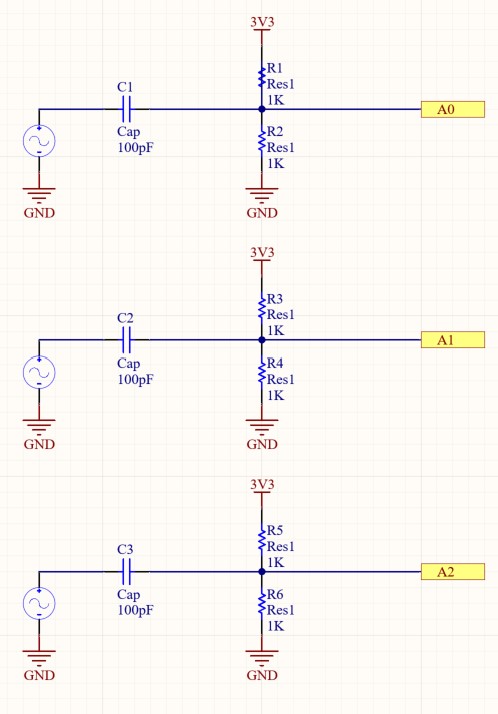 3V3
R1
Res1
1K
C1
Cap
100pF
A0
R2
Res1
1K
GND
GND
3V3
R3
Res1
1K
C2
Cap
100pF
A1
R4
Res1
1K
GND
GND
3V3
R5
Res1
1K
C3
Cap
100pF
A2
R6
Res1
1K
GND
GND